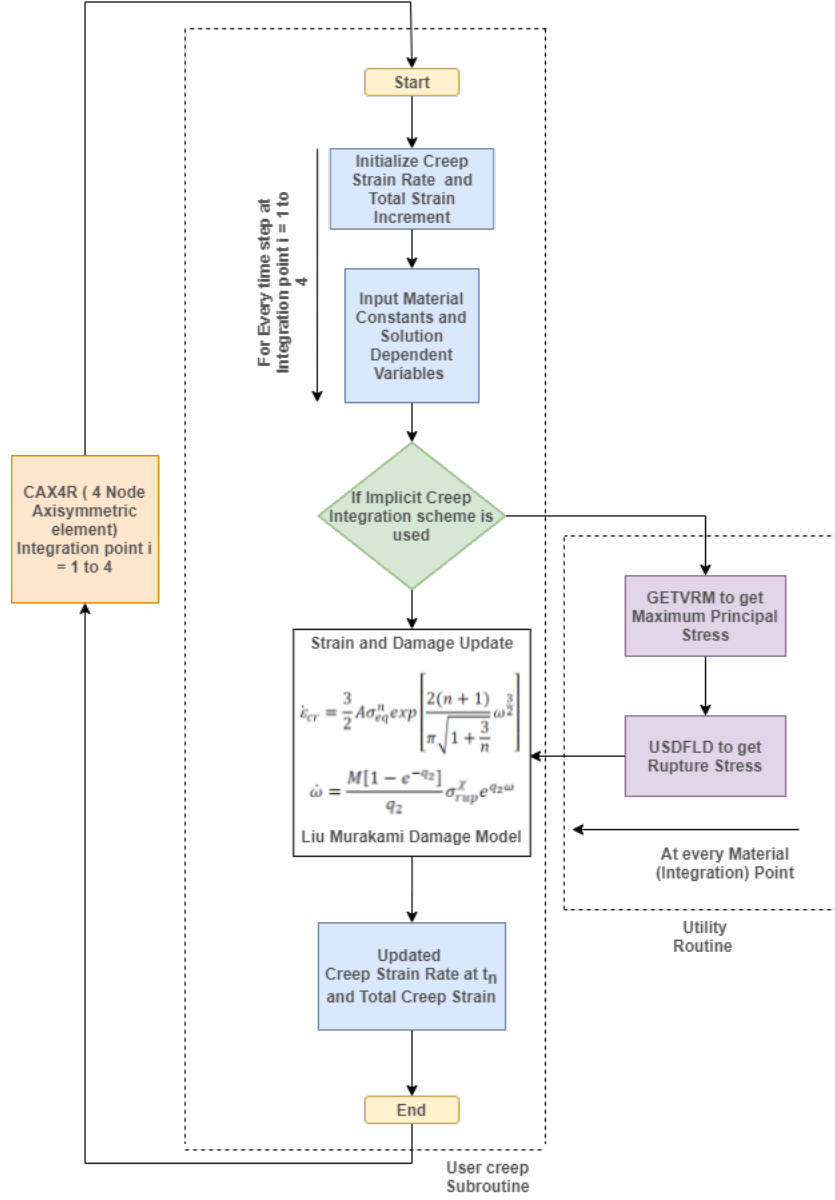 Start
Initialize Creep
Strain Rate and
Total Strain
Increment
For Every time step at
Integration point i = 1 to
4
Input Material
Constants and
Solution
Dependent
Variables
If Implicit Creep
Integration scheme is
used
CAX4R ( 4 Node
Axisymmetric
element)
Integration point i
= 1 to 4
GETVRM to get
Maximum Principal
Stress
USDFLD to get
Rupture Stress
At every Material
(Integration) Point
Utility
Routine
Strain and Damage Update
ε̇_cr = 3/2 Aσ_eq^n exp[2(n + 1)/(π√(1 + 3/n)) ω^(3/2)]
ω̇ = M[1 − e^(−q₂)]/q₂ σ_rup^χ e^(q₂ω)
Liu Murakami Damage Model
Updated
Creep Strain Rate at t_n
and Total Creep Strain
End
User creep
Subroutine